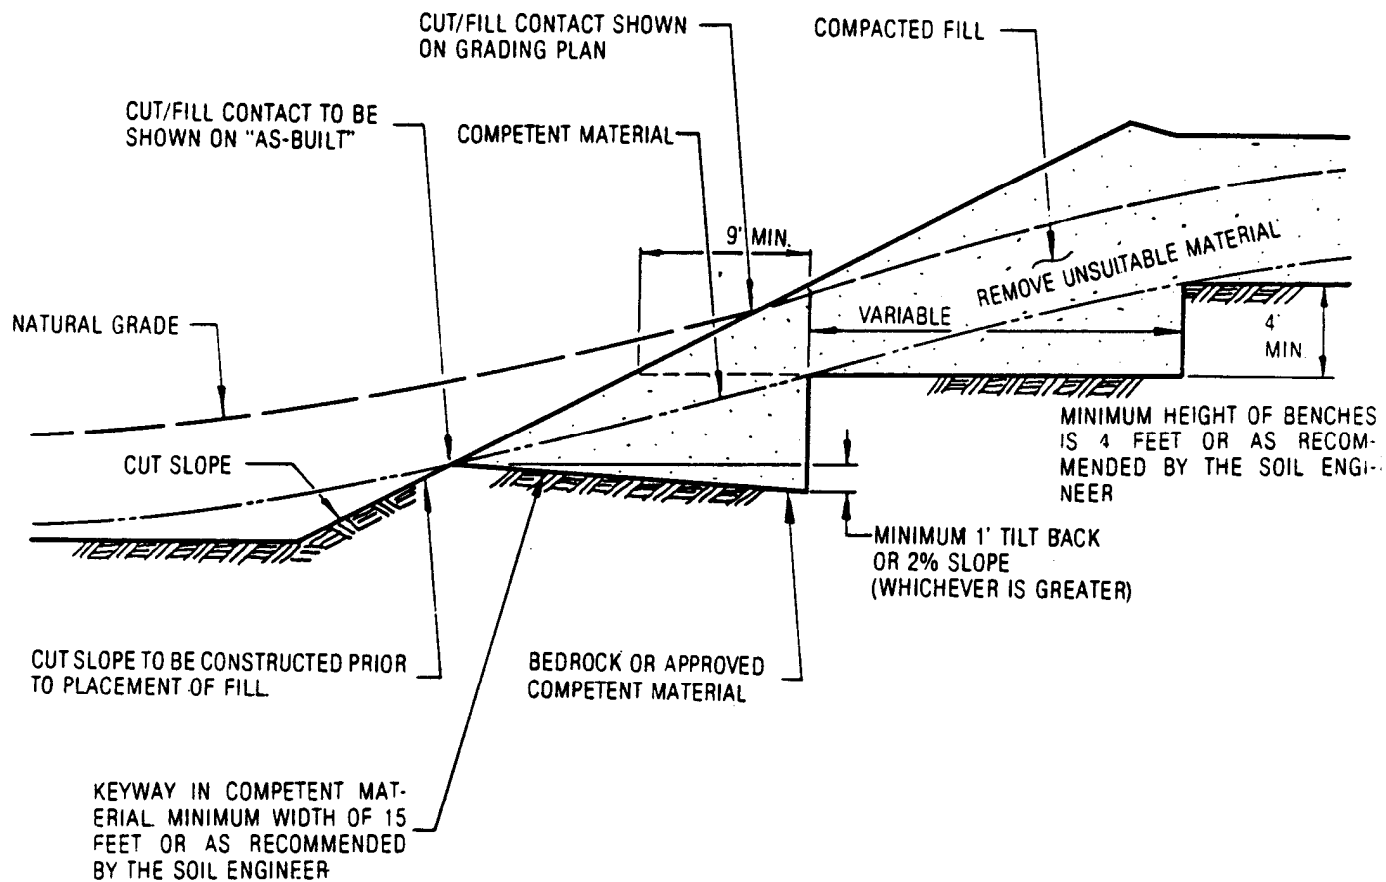 CUT/FILL CONTACT SHOWN
ON GRADING PLAN
COMPACTED FILL
CUT/FILL CONTACT TO BE
SHOWN ON "AS-BUILT"
COMPETENT MATERIAL
9' MIN.
REMOVE UNSUITABLE MATERIAL
NATURAL GRADE
VARIABLE
4'
MIN
MINIMUM HEIGHT OF BENCHES
IS 4 FEET OR AS RECOM-
MENDED BY THE SOIL ENGI-
NEER
CUT SLOPE
MINIMUM 1' TILT BACK
OR 2% SLOPE
(WHICHEVER IS GREATER)
CUT SLOPE TO BE CONSTRUCTED PRIOR
TO PLACEMENT OF FILL
BEDROCK OR APPROVED
COMPETENT MATERIAL
KEYWAY IN COMPETENT MAT-
ERIAL MINIMUM WIDTH OF 15
FEET OR AS RECOMMENDED
BY THE SOIL ENGINEER